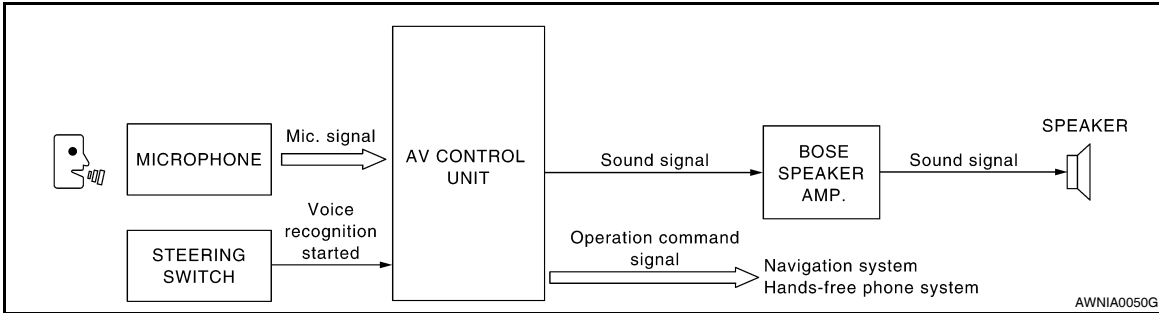 MICROPHONE
Mic. signal
STEERING
SWITCH
Voice
recognition
started
AV CONTROL
UNIT
Sound signal
BOSE
SPEAKER
AMP.
Sound signal
SPEAKER
Operation command
signal
Navigation system
Hands-free phone system
AWNIA0050G